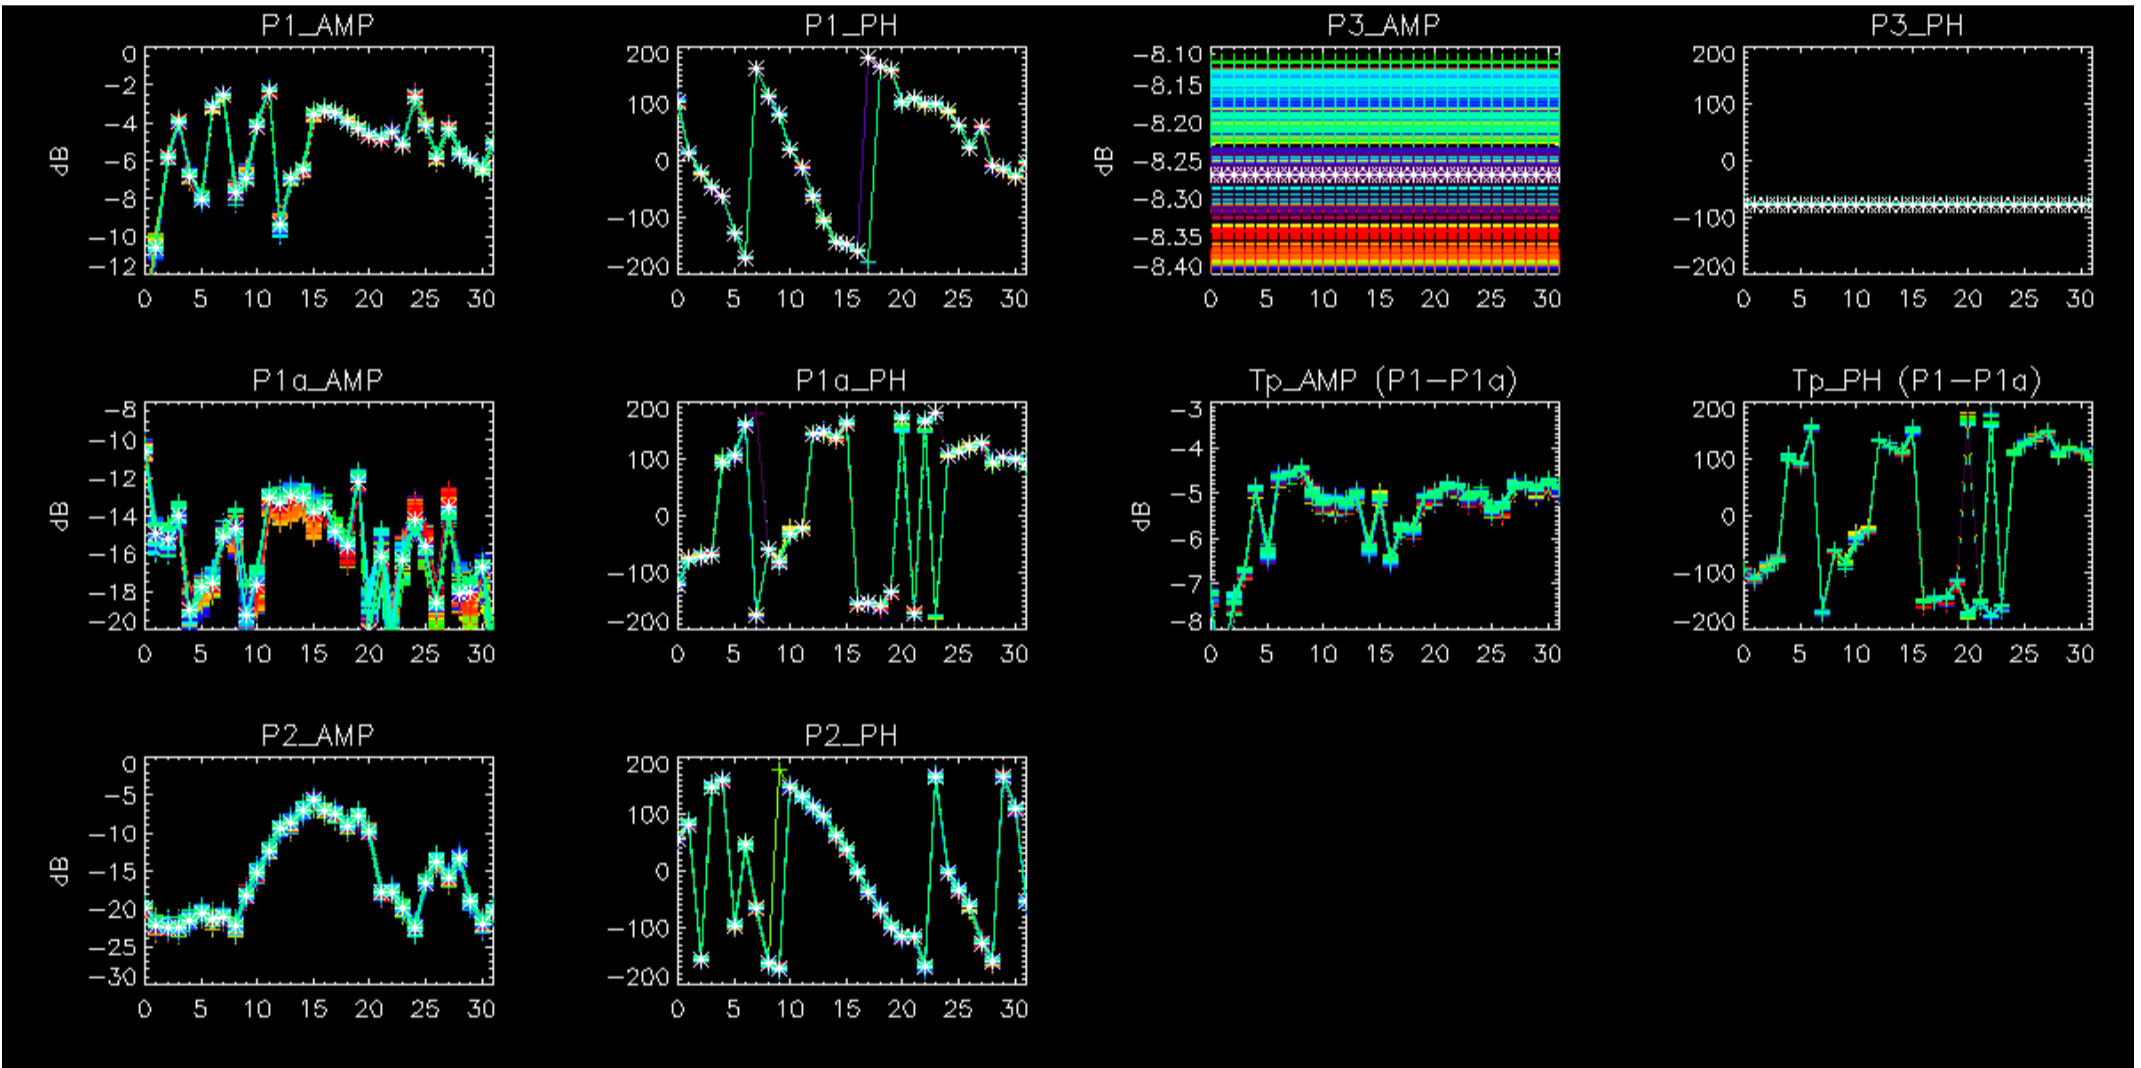 P1_AMP P1_PH P3_AMP P3_PH
0 200 -8.10 200
-2 -8.15
100 100
-4 -8.20
dB -6 0 dB -8.25 0
-8 -8.30
-100 -100
-10 -8.35
-12 -200 -8.40 -200
0 5 10 15 20 25 30 0 5 10 15 20 25 30 0 5 10 15 20 25 30 0 5 10 15 20 25 30
P1a_AMP P1a_PH Tp_AMP (P1-P1a) Tp_PH (P1-P1a)
-8 200 -3 200
-10
100 -4 100
-12
dB -14 0 dB -5 0
-16 -6
-100 -100
-18 -7
-20 -200 -8 -200
0 5 10 15 20 25 30 0 5 10 15 20 25 30 0 5 10 15 20 25 30 0 5 10 15 20 25 30
P2_AMP P2_PH
0 200
-5
100
-10
dB -15 0
-20
-100
-25
-30 -200
0 5 10 15 20 25 30 0 5 10 15 20 25 30